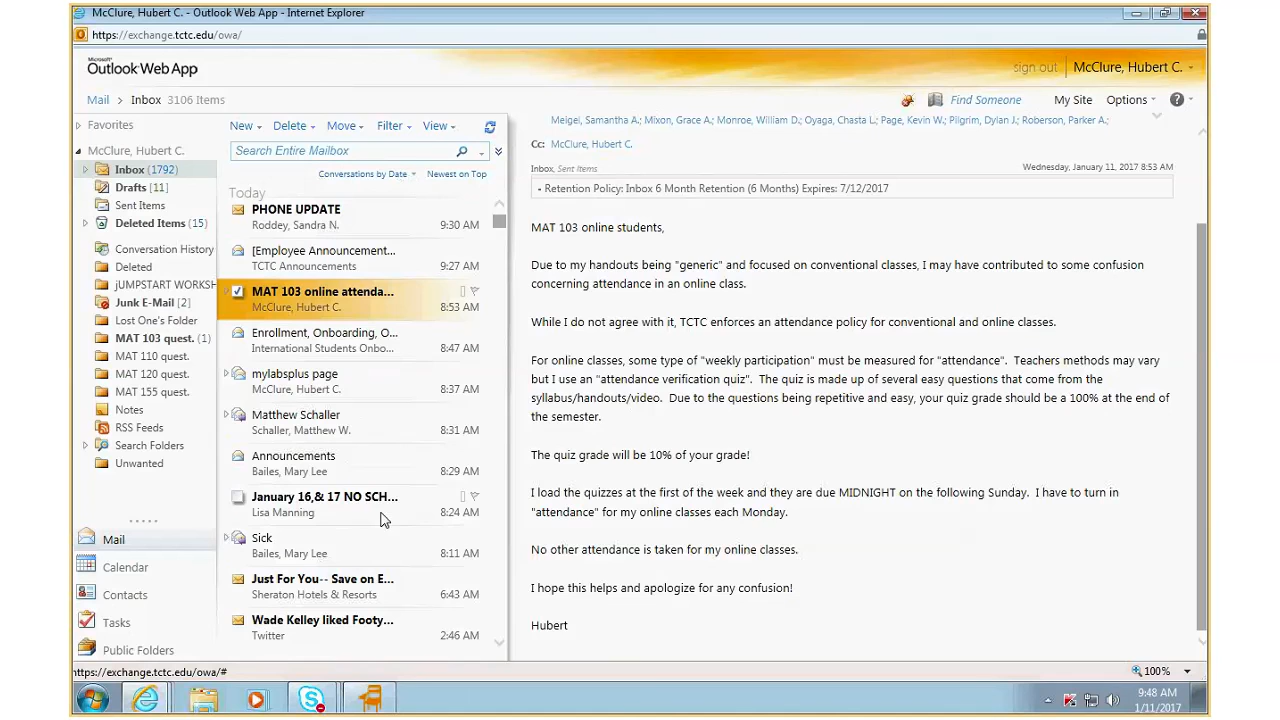 McClure, Hubert C. - Outlook Web App - Internet Explorer
https://exchange.tctc.edu/owa/
Microsoft
Outlook Web App
sign out
McClure, Hubert C.
Mail > Inbox 3106 Items
Find Someone
My Site
Options
Favorites
McClure, Hubert C.
Inbox (1792)
Drafts [11]
Sent Items
Deleted Items (15)
Conversation History
Deleted
jUMPSTART WORKSH
Junk E-Mail [2]
Lost One's Folder
MAT 103 quest. (1)
MAT 110 quest.
MAT 120 quest.
MAT 155 quest.
Notes
RSS Feeds
Search Folders
Unwanted
Mail
Calendar
Contacts
Tasks
Public Folders
New Delete Move Filter View
Search Entire Mailbox
Conversations by Date Newest on Top
Today
PHONE UPDATE
Roddey, Sandra N. 9:30 AM
[Employee Announcement...
TCTC Announcements 9:27 AM
MAT 103 online attenda...
McClure, Hubert C. 8:53 AM
Enrollment, Onboarding, O...
International Students Onbo... 8:47 AM
mylabsplus page
McClure, Hubert C. 8:37 AM
Matthew Schaller
Schaller, Matthew W. 8:31 AM
Announcements
Bailes, Mary Lee 8:29 AM
January 16,& 17 NO SCH...
Lisa Manning 8:24 AM
Sick
Bailes, Mary Lee 8:11 AM
Just For You-- Save on E...
Sheraton Hotels & Resorts 6:43 AM
Wade Kelley liked Footy...
Twitter 2:46 AM
Meigel, Samantha A.; Mixon, Grace A.; Monroe, William D.; Oyaga, Chasta L.; Page, Kevin W.; Pilgrim, Dylan J.; Roberson, Parker A.;
Cc: McClure, Hubert C.
Inbox, Sent Items
Wednesday, January 11, 2017 8:53 AM
• Retention Policy: Inbox 6 Month Retention (6 Months) Expires: 7/12/2017
MAT 103 online students,
Due to my handouts being "generic" and focused on conventional classes, I may have contributed to some confusion
concerning attendance in an online class.
While I do not agree with it, TCTC enforces an attendance policy for conventional and online classes.
For online classes, some type of "weekly participation" must be measured for "attendance". Teachers methods may vary
but I use an "attendance verification quiz". The quiz is made up of several easy questions that come from the
syllabus/handouts/video. Due to the questions being repetitive and easy, your quiz grade should be a 100% at the end of
the semester.
The quiz grade will be 10% of your grade!
I load the quizzes at the first of the week and they are due MIDNIGHT on the following Sunday. I have to turn in
"attendance" for my online classes each Monday.
No other attendance is taken for my online classes.
I hope this helps and apologize for any confusion!
Hubert
https://exchange.tctc.edu/owa/#
100%
9:48 AM
1/11/2017